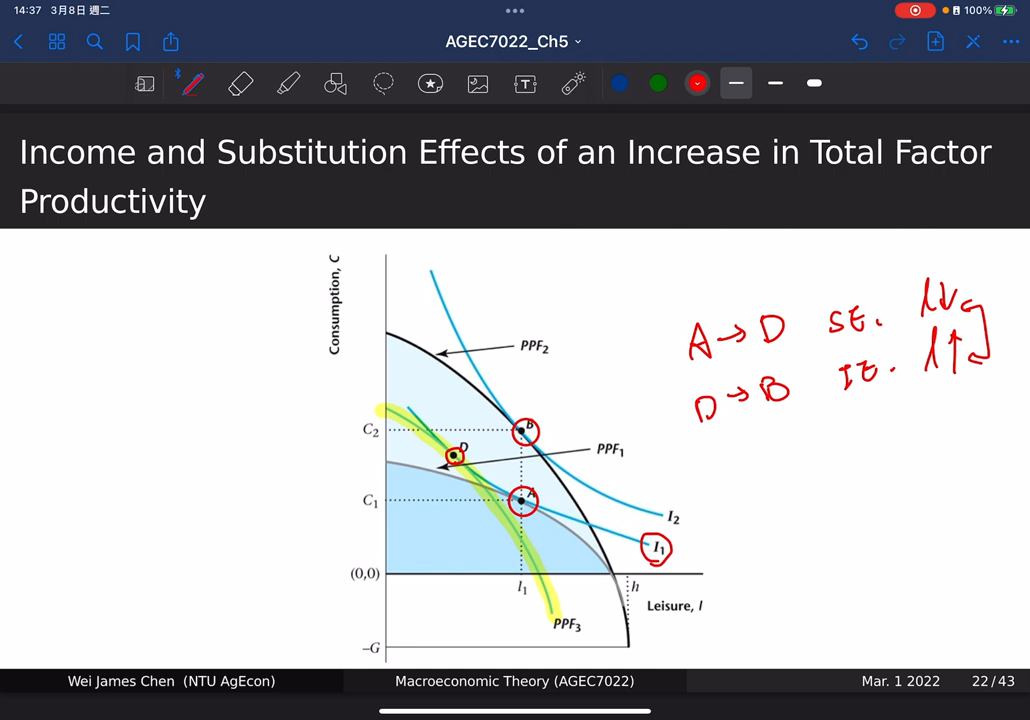 14:37 3月8日 週二
100%
AGEC7022_Ch5
Income and Substitution Effects of an Increase in Total Factor
Productivity
Consumption, C
PPF2
C2
B
D
PPF1
C1
A
I2
I1
(0,0)
l1
h
Leisure, l
PPF3
–G
A → D SE. l↓
D → B IE. l↑
Wei James Chen (NTU AgEcon)
Macroeconomic Theory (AGEC7022)
Mar. 1 2022
22/43